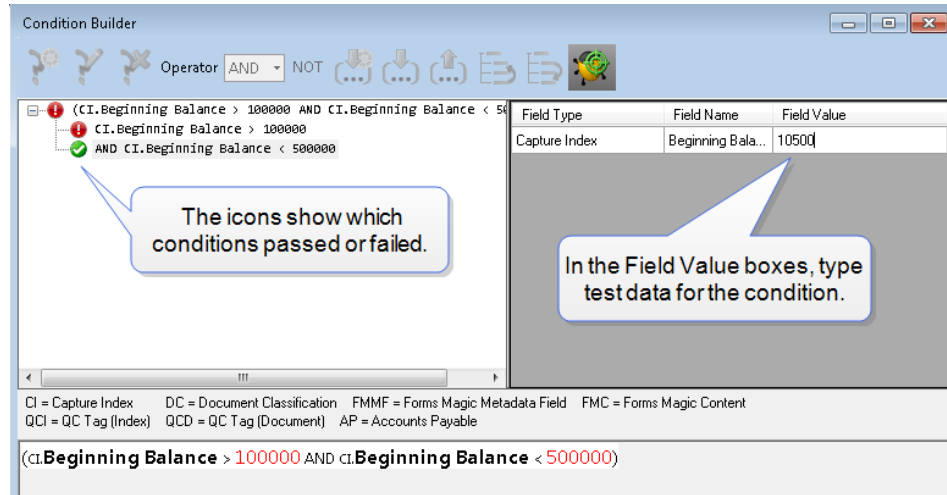 Condition Builder
Operator AND NOT
(CI.Beginning Balance > 100000 AND CI.Beginning Balance < 50
CI.Beginning Balance > 100000
AND CI.Beginning Balance < 500000
Field Type Field Name Field Value
Capture Index Beginning Bala... 10500
The icons show which
conditions passed or failed.
In the Field Value boxes, type
test data for the condition.
CI = Capture Index DC = Document Classification FMMF = Forms Magic Metadata Field FMC = Forms Magic Content
QCI = QC Tag (Index) QCD = QC Tag (Document) AP = Accounts Payable
(CI.Beginning Balance > 100000 AND CI.Beginning Balance < 500000)